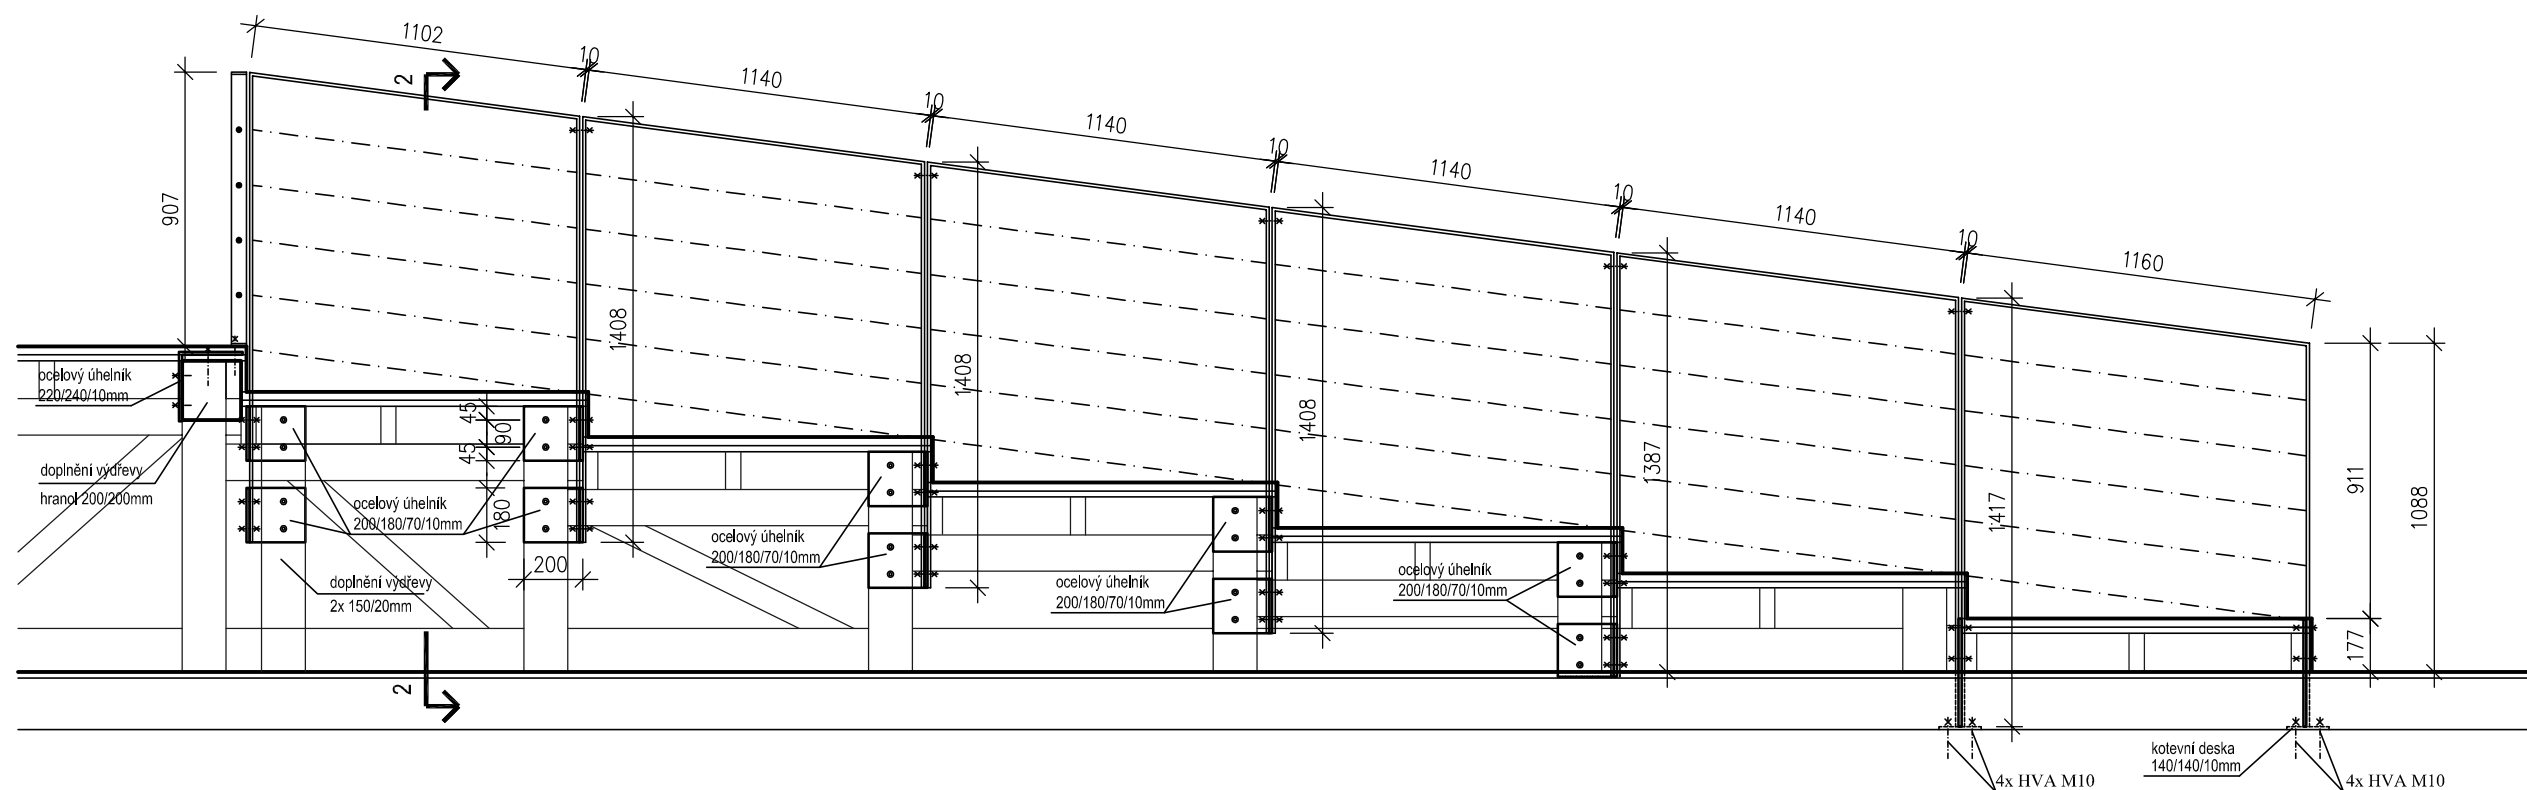 1102
10
1140
10
1140
10
1140
10
1140
10
1160
2
907
1408
1408
1408
1387
1417
911
1088
177
ocelový úhelník
220/240/10mm
doplnění výdřevy
hranol 200/200mm
45
90
45
180
200
ocelový úhelník
200/180/70/10mm
doplnění výdřevy
2x 150/20mm
ocelový úhelník
200/180/70/10mm
ocelový úhelník
200/180/70/10mm
ocelový úhelník
200/180/70/10mm
2
4x HVA M10
kotevní deska
140/140/10mm
4x HVA M10